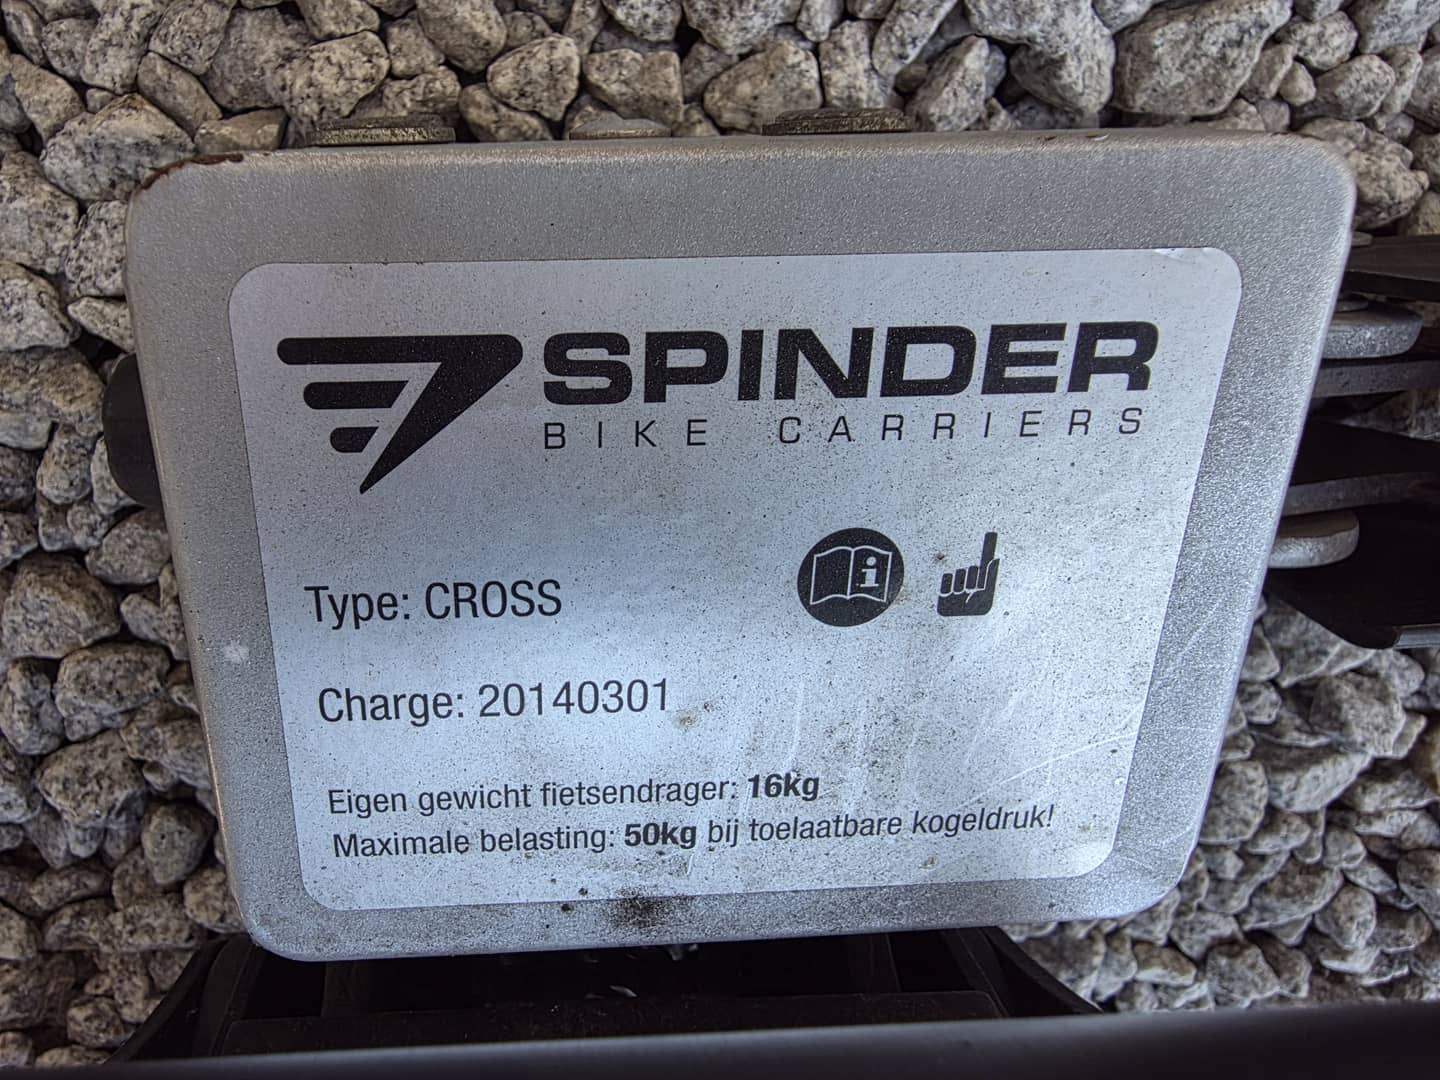 SPINDER
BIKE CARRIERS
Type: CROSS
Charge: 20140301
Eigen gewicht fietsendrager: 16kg
Maximale belasting: 50kg bij toelaatbare kogeldruk!